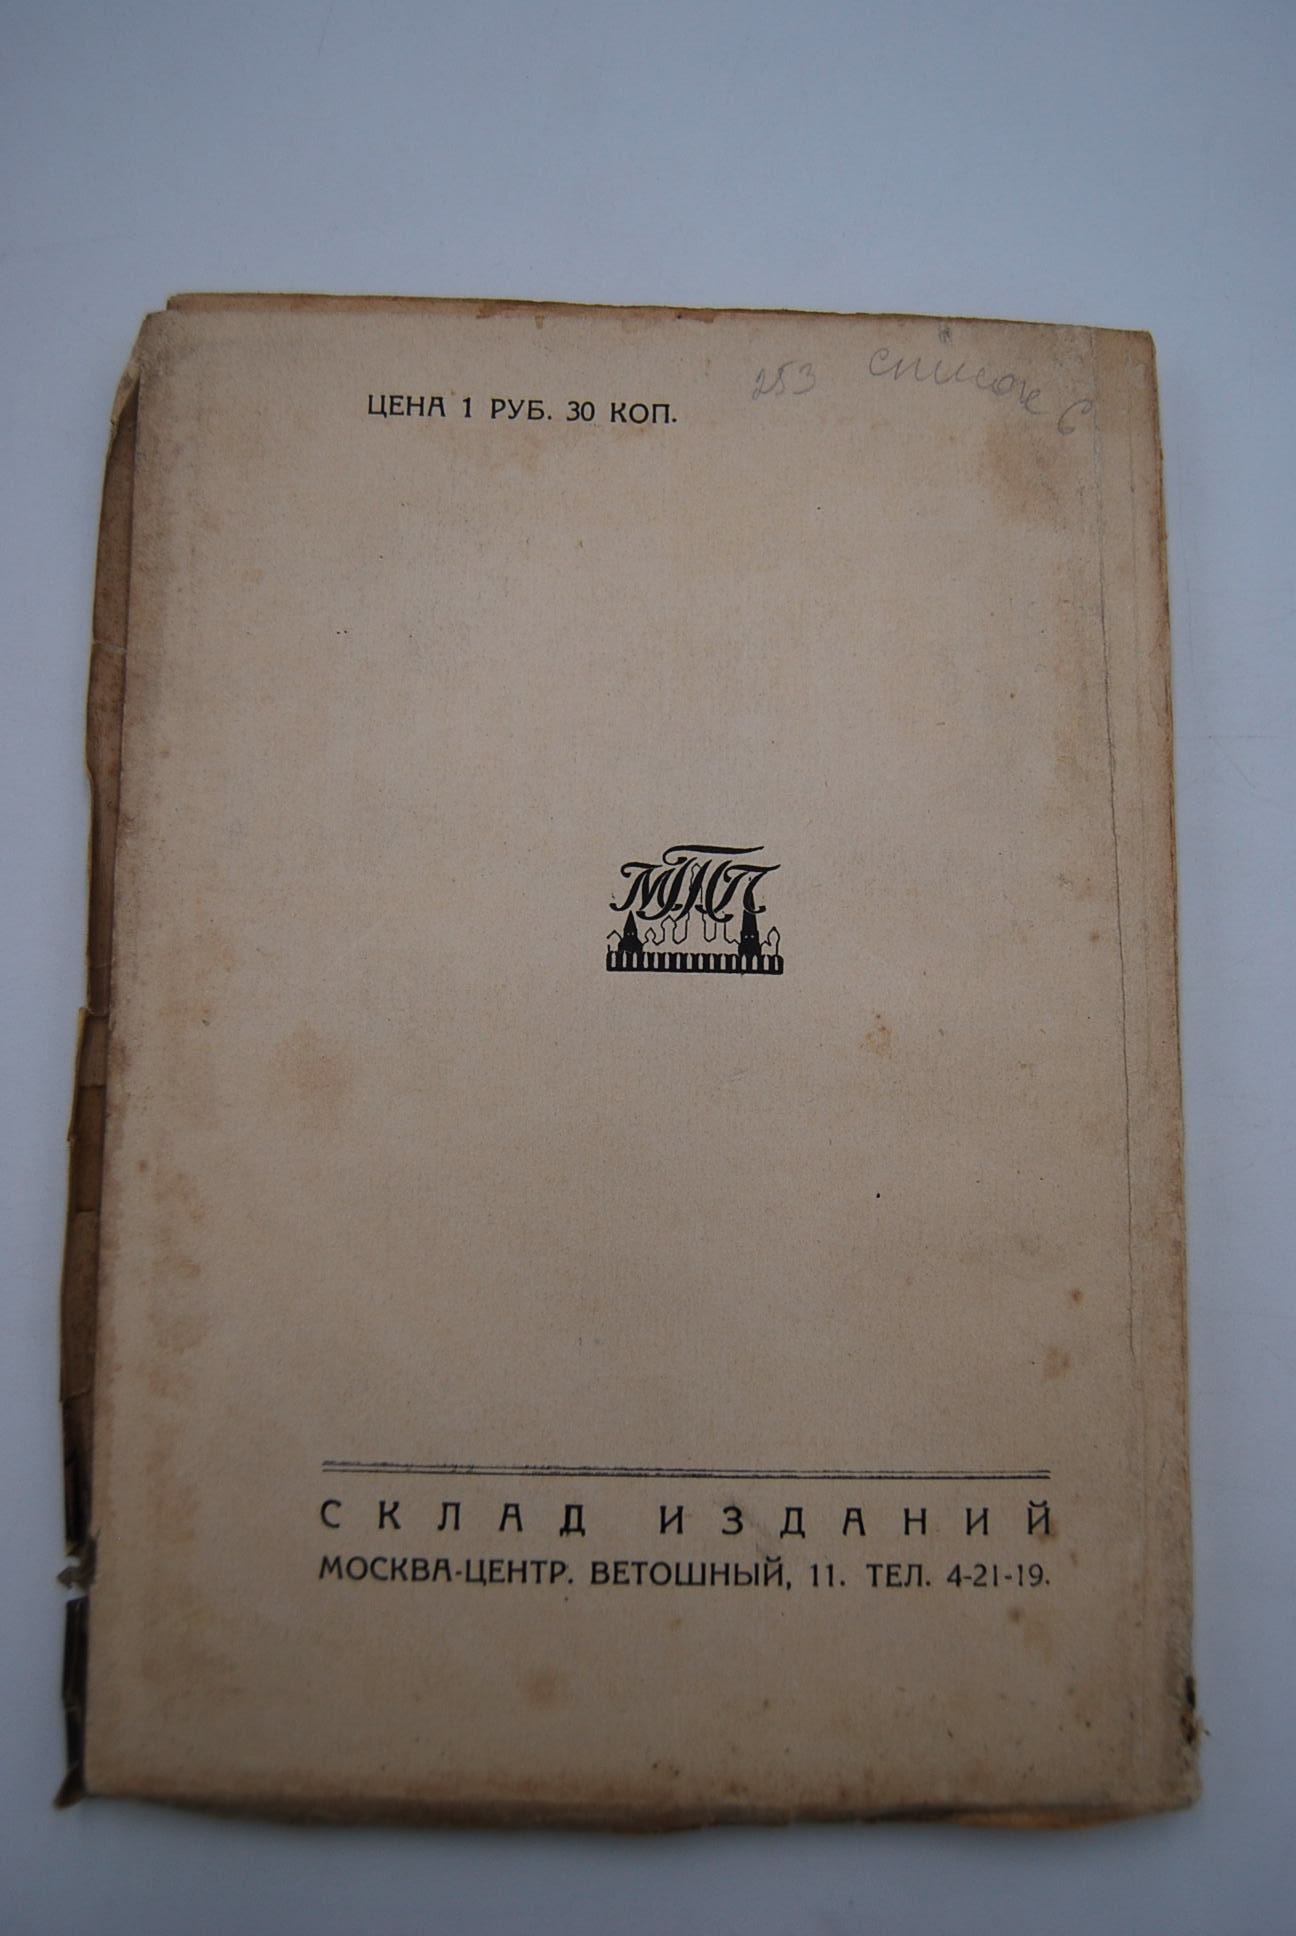 253 список 6
ЦЕНА 1 РУБ. 30 КОП.
МТП
СКЛАД ИЗДАНИЙ
МОСКВА-ЦЕНТР. ВЕТОШНЫЙ, 11. ТЕЛ. 4-21-19.